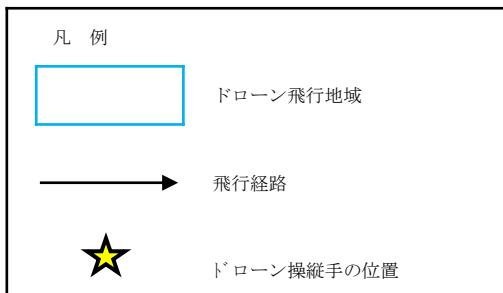 凡 例
ドローン飛行地域
飛行経路
ドローン操縦手の位置